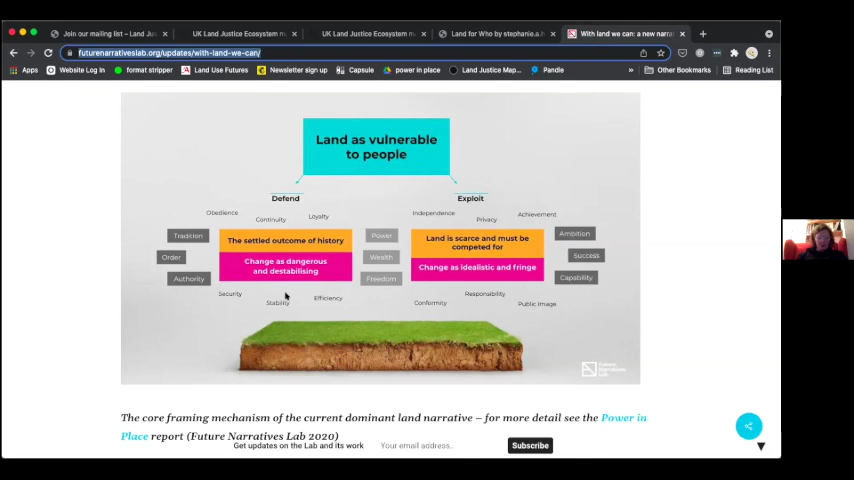 Join our mailing list – Land Jus
UK Land Justice Ecosystem m
UK Land Justice Ecosystem m
Land for Who by stephanie.a.h
With land we can: a new narra
futurenarrativeslab.org/updates/with-land-we-can/
Apps
Website Log In
format stripper
Land Use Futures
Newsletter sign up
Capsule
power in place
Land Justice Map...
Pandle
»
Other Bookmarks
Reading List
Land as vulnerable
to people
Defend
Exploit
Obedience
Continuity
Loyalty
Independence
Privacy
Achievement
Tradition
Order
Authority
The settled outcome of history
Change as dangerous
and destabilising
Power
Wealth
Freedom
Land is scarce and must be
competed for
Change as idealistic and fringe
Ambition
Success
Capability
Security
Stability
Efficiency
Conformity
Responsibility
Public Image
Future
Narratives
Lab
The core framing mechanism of the current dominant land narrative – for more detail see the Power in
Place report (Future Narratives Lab 2020)
Get updates on the Lab and its work
Your email address..
Subscribe